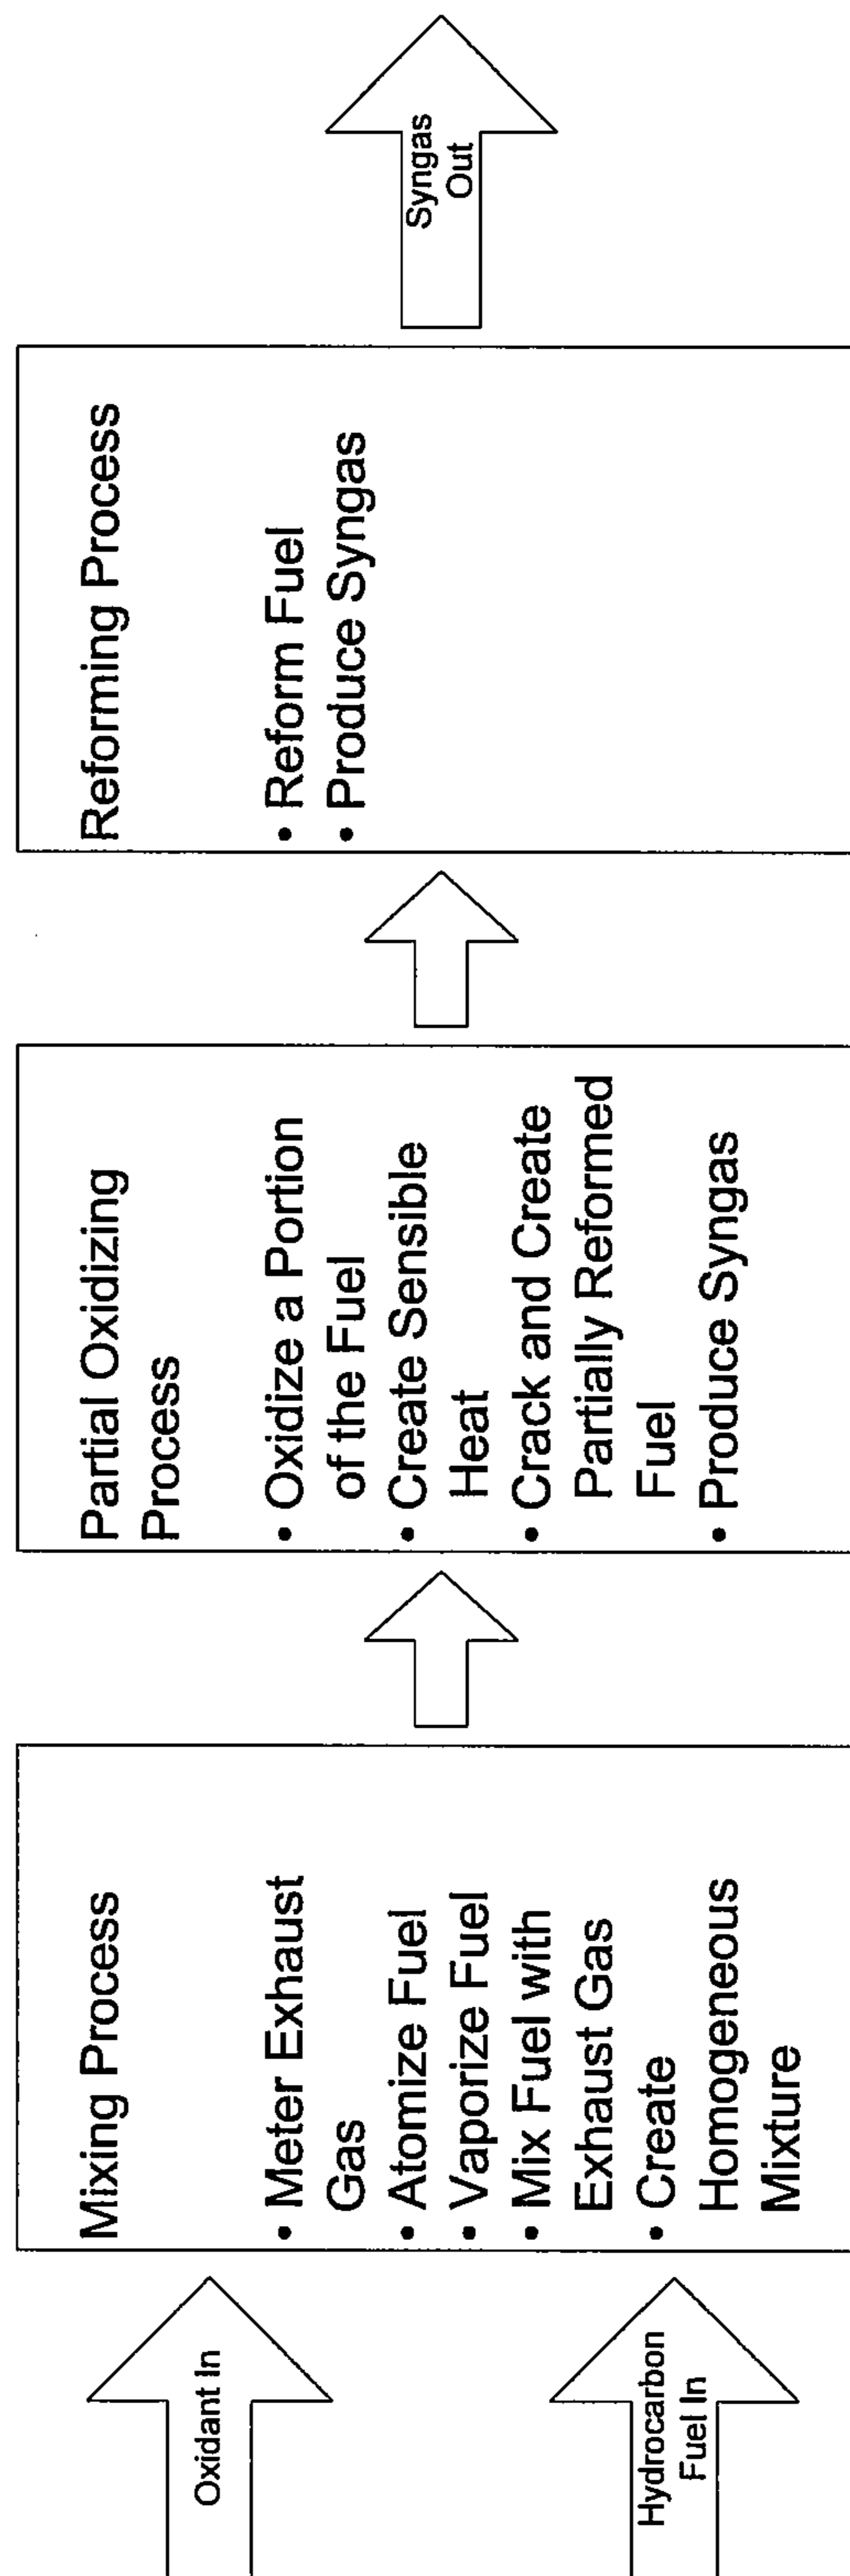 Oxidant In
Hydrocarbon
Fuel In
Mixing Process
• Meter Exhaust
Gas
• Atomize Fuel
• Vaporize Fuel
• Mix Fuel with
Exhaust Gas
• Create
Homogeneous
Mixture
Partial Oxidizing
Process
• Oxidize a Portion
of the Fuel
• Create Sensible
Heat
• Crack and Create
Partially Reformed
Fuel
• Produce Syngas
Reforming Process
• Reform Fuel
• Produce Syngas
Syngas
Out